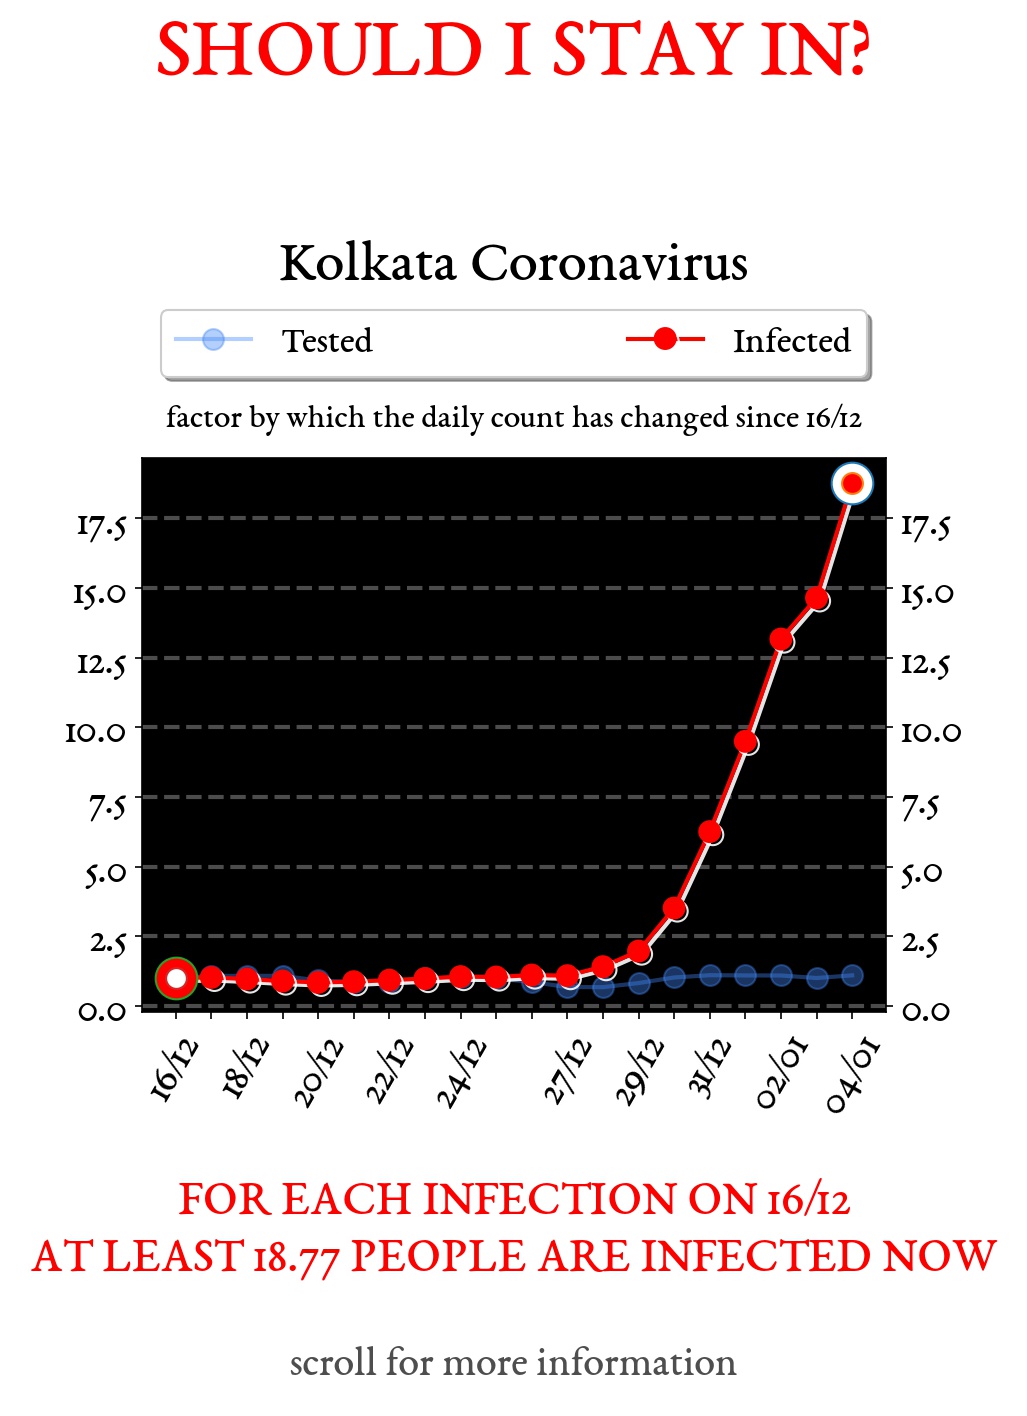 SHOULD I STAY IN?
Kolkata Coronavirus
Tested Infected
factor by which the daily count has changed since 16/12
17.5 17.5
15.0 15.0
12.5 12.5
10.0 10.0
7.5 7.5
5.0 5.0
2.5 2.5
0.0 0.0
16/12 18/12 20/12 22/12 24/12 27/12 29/12 31/12 02/01 04/01
FOR EACH INFECTION ON 16/12
AT LEAST 18.77 PEOPLE ARE INFECTED NOW
scroll for more information